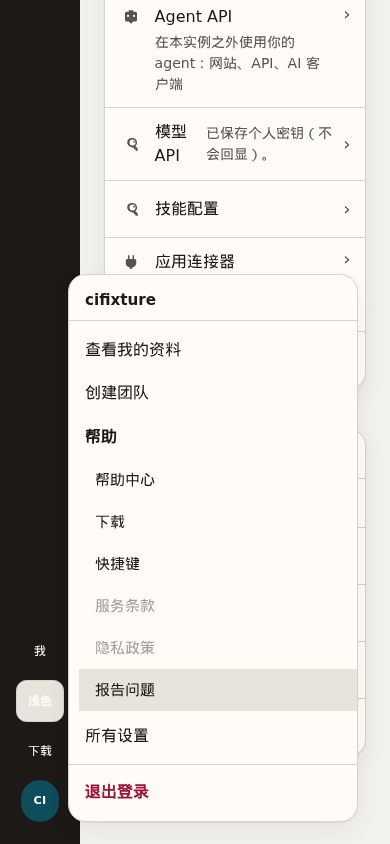 Agent API
在本实例之外使用你的
agent：网站、API、AI 客
户端
模型
API
已保存个人密钥（不
会回显）。
技能配置
应用连接器
cifixture
查看我的资料
创建团队
帮助
帮助中心
下载
快捷键
服务条款
隐私政策
报告问题
所有设置
退出登录
我
浅色
下载
CI